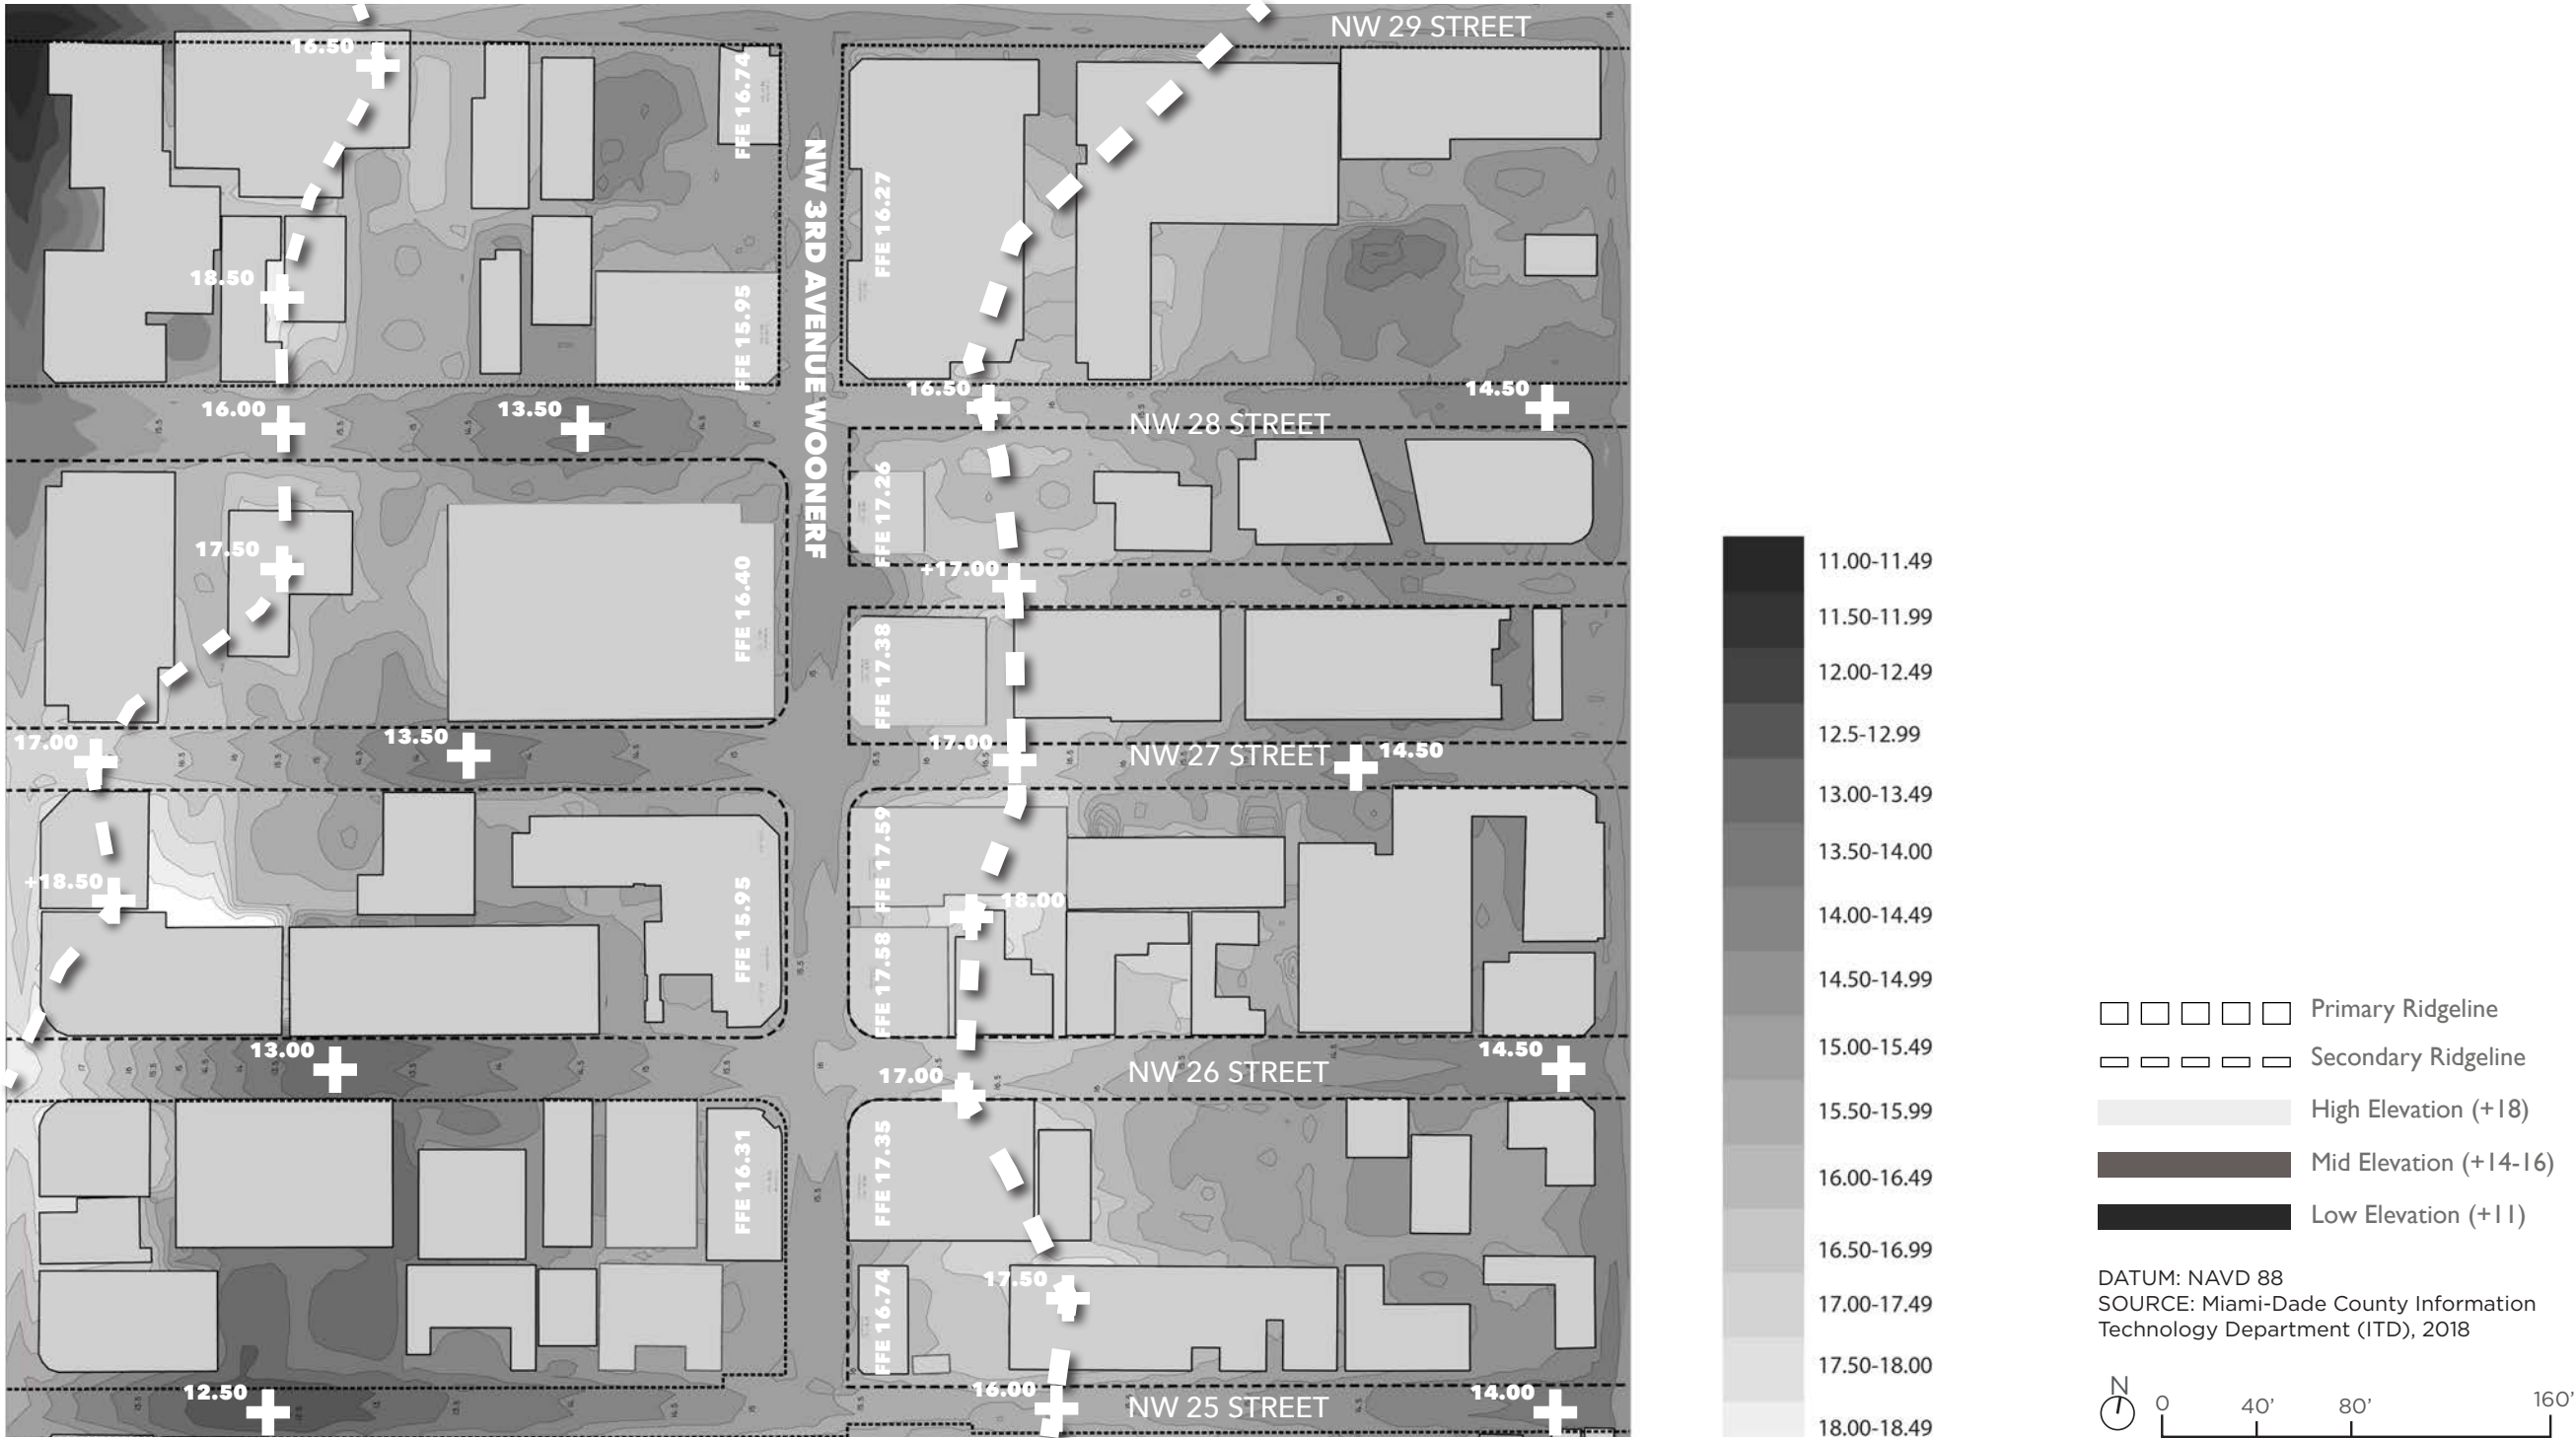 NW 29 STREET
16.50
FFE 16.74
NW 3RD AVENUE WOONERF
FFE 16.27
18.50
FFE 15.95
16.00
13.50
16.50
14.50
NW 28 STREET
17.50
FFE 16.40
FFE 17.26
+17.00
FFE 17.38
17.00
13.50
17.00
NW 27 STREET
14.50
+18.50
FFE 15.95
FFE 17.59
18.00
FFE 17.58
13.00
17.00
NW 26 STREET
14.50
FFE 16.31
FFE 17.35
17.50
FFE 16.74
12.50
16.00
NW 25 STREET
14.00
11.00-11.49
11.50-11.99
12.00-12.49
12.5-12.99
13.00-13.49
13.50-14.00
14.00-14.49
14.50-14.99
15.00-15.49
15.50-15.99
16.00-16.49
16.50-16.99
17.00-17.49
17.50-18.00
18.00-18.49
Primary Ridgeline
Secondary Ridgeline
High Elevation (+18)
Mid Elevation (+14-16)
Low Elevation (+11)
DATUM: NAVD 88
SOURCE: Miami-Dade County Information
Technology Department (ITD), 2018
N
0 40' 80' 160'